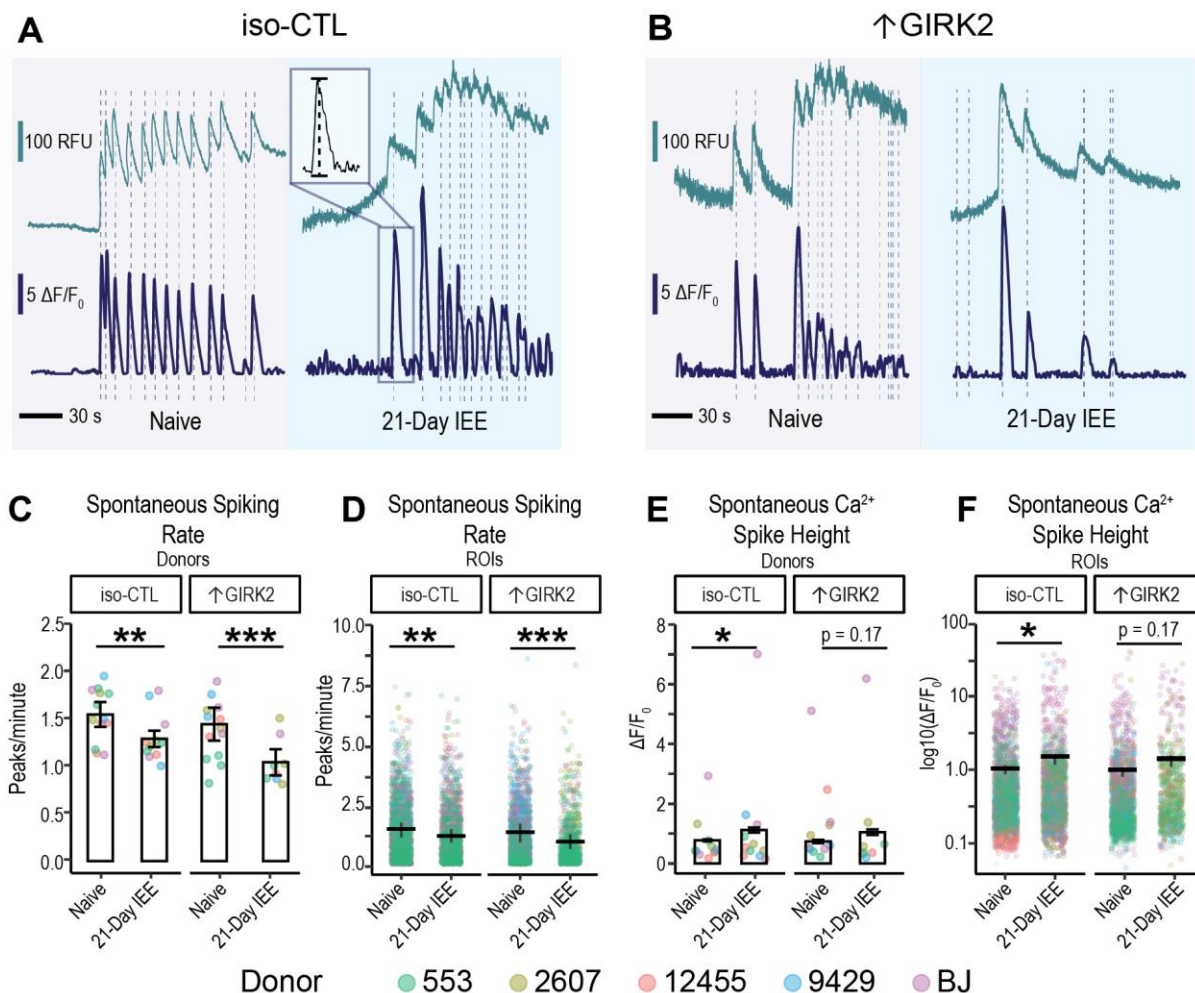 A
iso-CTL
B
↑GIRK2
100 RFU
5 ΔF/F0
30 s
Naive
21-Day IEE
100 RFU
5 ΔF/F0
30 s
Naive
21-Day IEE
C
Spontaneous Spiking
Rate
Donors
iso-CTL
↑GIRK2
**
***
Peaks/minute
2.5
2.0
1.5
1.0
0.5
0.0
Naive
21-Day IEE
Naive
21-Day IEE
D
Spontaneous Spiking
Rate
ROIs
iso-CTL
↑GIRK2
**
***
Peaks/minute
10.0
7.5
5.0
2.5
0.0
Naive
21-Day IEE
Naive
21-Day IEE
E
Spontaneous Ca2+
Spike Height
Donors
iso-CTL
↑GIRK2
*
p = 0.17
ΔF/F0
8
6
4
2
0
Naive
21-Day IEE
Naive
21-Day IEE
F
Spontaneous Ca2+
Spike Height
ROIs
iso-CTL
↑GIRK2
*
p = 0.17
log10(ΔF/F0)
100
10
1.0
0.1
Naive
21-Day IEE
Naive
21-Day IEE
Donor 553 2607 12455 9429 BJ